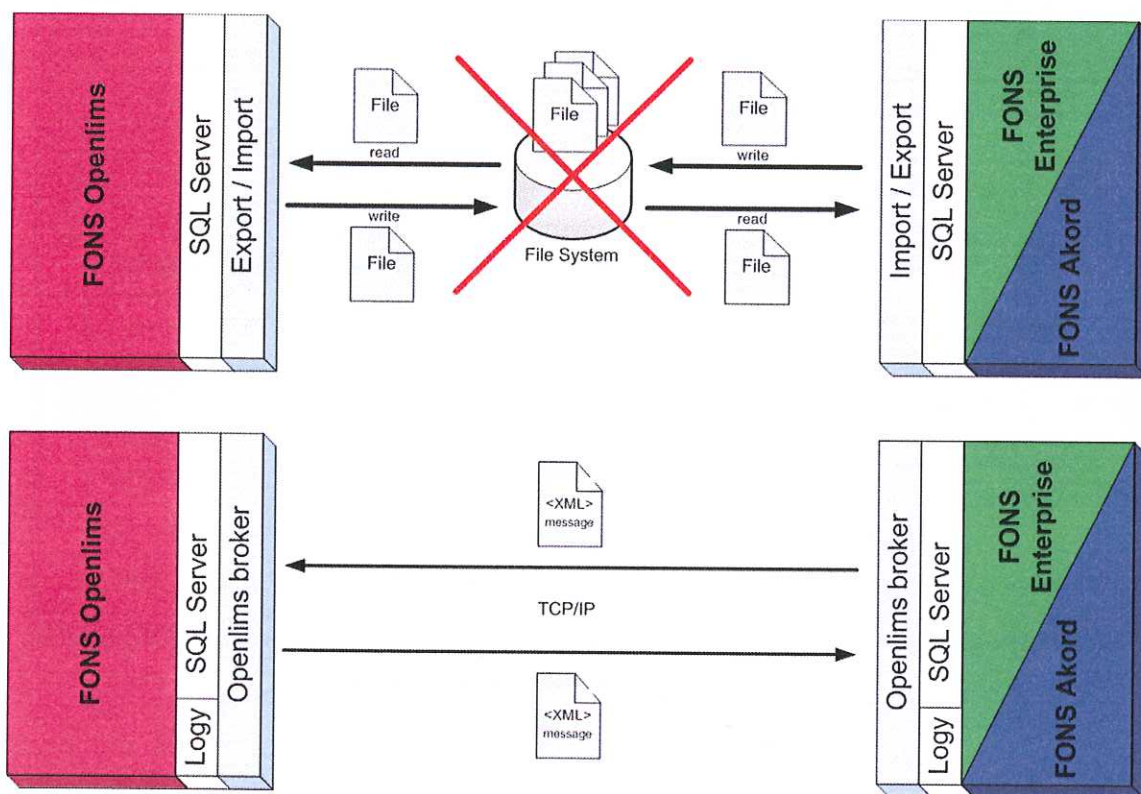 FONS Openlims
SQL Server
Export / Import
File
read
write
File
File
File System
File
write
read
File
Import / Export
SQL Server
FONS
Enterprise
FONS Akord
FONS Openlims
Logy
SQL Server
Openlims broker
<XML>
message
TCP/IP
<XML>
message
Openlims broker
Logy
SQL Server
FONS
Enterprise
FONS Akord